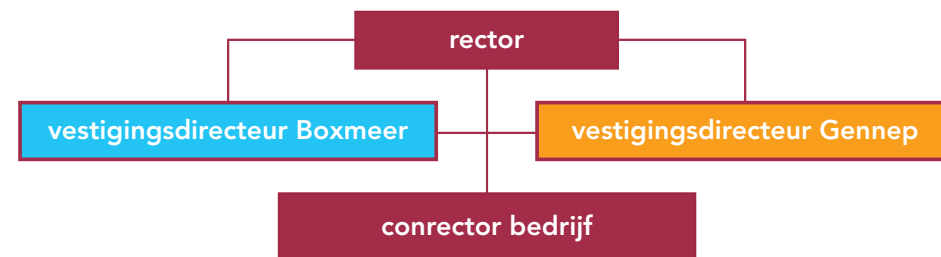 rector
vestigingsdirecteur Boxmeer
vestigingsdirecteur Gennep
conrector bedrijf